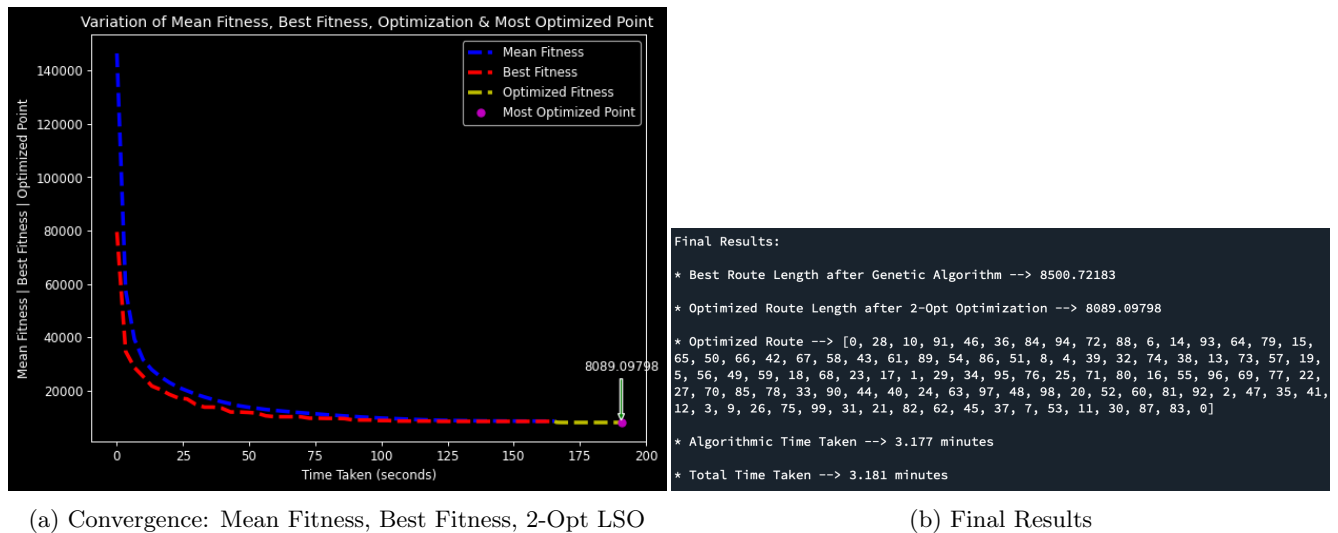 Variation of Mean Fitness, Best Fitness, Optimization & Most Optimized Point
Mean Fitness | Best Fitness | Optimized Point
140000
120000
100000
80000
60000
40000
20000
Mean Fitness
Best Fitness
Optimized Fitness
Most Optimized Point
8089.09798
0
25
50
75
100
125
150
175
200
Time Taken (seconds)
(a) Convergence: Mean Fitness, Best Fitness, 2-Opt LSO
Final Results:
* Best Route Length after Genetic Algorithm --> 8500.72183
* Optimized Route Length after 2-Opt Optimization --> 8089.09798
* Optimized Route --> [0, 28, 10, 91, 46, 36, 84, 94, 72, 88, 6, 14, 93, 64, 79, 15,
65, 50, 66, 42, 67, 58, 43, 61, 89, 54, 86, 51, 8, 4, 39, 32, 74, 38, 13, 73, 57, 19,
5, 56, 49, 59, 18, 68, 23, 17, 1, 29, 34, 95, 76, 25, 71, 80, 16, 55, 96, 69, 77, 22,
27, 70, 85, 78, 33, 90, 44, 40, 24, 63, 97, 48, 98, 20, 52, 60, 81, 92, 2, 47, 35, 41,
12, 3, 9, 26, 75, 99, 31, 21, 82, 62, 45, 37, 7, 53, 11, 30, 87, 83, 0]
* Algorithmic Time Taken --> 3.177 minutes
* Total Time Taken --> 3.181 minutes
(b) Final Results